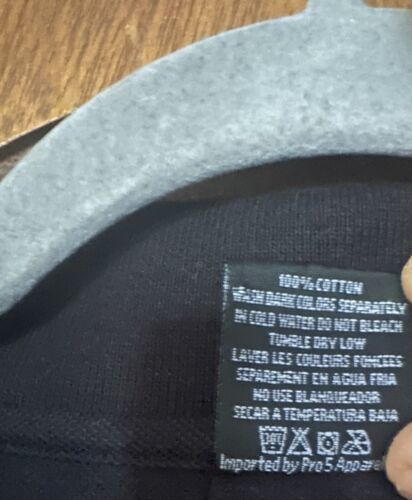 100% COTTON
WASH DARK COLORS SEPARATELY
IN COLD WATER DO NOT BLEACH
TUMBLE DRY LOW
LAVER LES COULEURS FONCEES
SEPAREMENT EN AGUA FRIA
NO USE BLANQUEADOR
SECAR A TEMPERATURA BAJA
Imported by Pro 5 Apparel